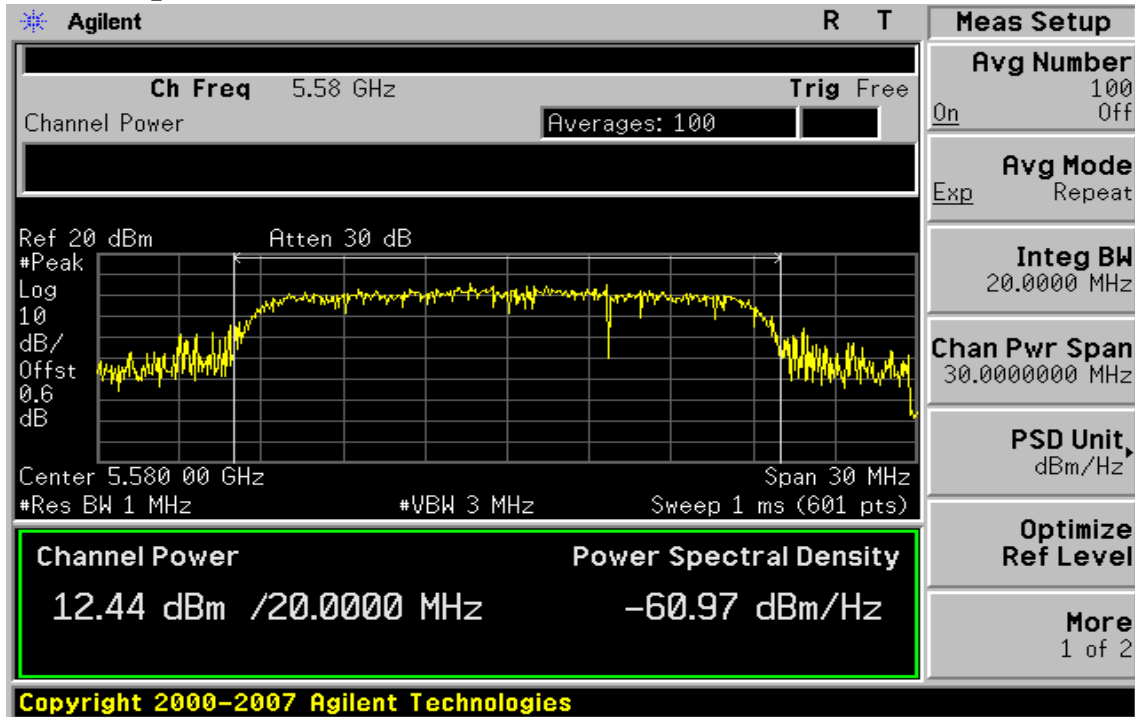 Agilent R T
Ch Freq 5.58 GHz Trig Free
Channel Power Averages: 100
Ref 20 dBm Atten 30 dB
#Peak
Log
10
dB/
Offst
0.6
dB
Center 5.580 00 GHz Span 30 MHz
#Res BW 1 MHz #VBW 3 MHz Sweep 1 ms (601 pts)
Channel Power Power Spectral Density
12.44 dBm /20.0000 MHz -60.97 dBm/Hz
Copyright 2000-2007 Agilent Technologies
Meas Setup
Avg Number
100
On Off
Avg Mode
Exp Repeat
Integ BW
20.0000 MHz
Chan Pwr Span
30.0000000 MHz
PSD Unit
dBm/Hz
Optimize
Ref Level
More
1 of 2